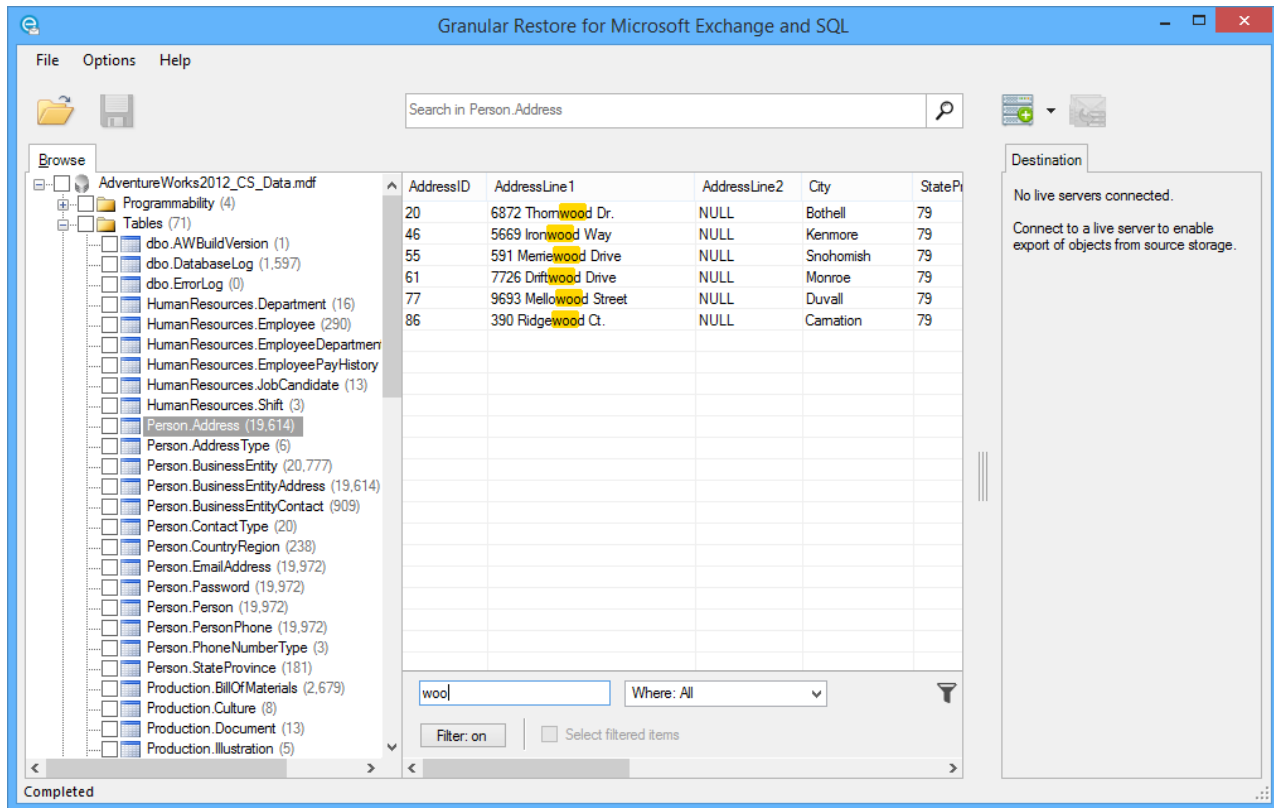 Granular Restore for Microsoft Exchange and SQL
File Options Help
Search in Person.Address
Browse
AdventureWorks2012_CS_Data.mdf
Programmability (4)
Tables (71)
dbo.AWBuildVersion (1)
dbo.DatabaseLog (1,597)
dbo.ErrorLog (0)
HumanResources.Department (16)
HumanResources.Employee (290)
HumanResources.EmployeeDepartment
HumanResources.EmployeePayHistory
HumanResources.JobCandidate (13)
HumanResources.Shift (3)
Person.Address (19,614)
Person.AddressType (6)
Person.BusinessEntity (20,777)
Person.BusinessEntityAddress (19,614)
Person.BusinessEntityContact (909)
Person.ContactType (20)
Person.CountryRegion (238)
Person.EmailAddress (19,972)
Person.Password (19,972)
Person.Person (19,972)
Person.PersonPhone (19,972)
Person.PhoneNumberType (3)
Person.StateProvince (181)
Production.BillOfMaterials (2,679)
Production.Culture (8)
Production.Document (13)
Production.Illustration (5)
AddressID AddressLine1 AddressLine2 City StatePr
20 6872 Thornwood Dr. NULL Bothell 79
46 5669 Ironwood Way NULL Kenmore 79
55 591 Merriewood Drive NULL Snohomish 79
61 7726 Driftwood Drive NULL Monroe 79
77 9693 Mellowood Street NULL Duvall 79
86 390 Ridgewood Ct. NULL Carnation 79
woo Where: All
Filter: on Select filtered items
Destination
No live servers connected.
Connect to a live server to enable
export of objects from source storage.
Completed